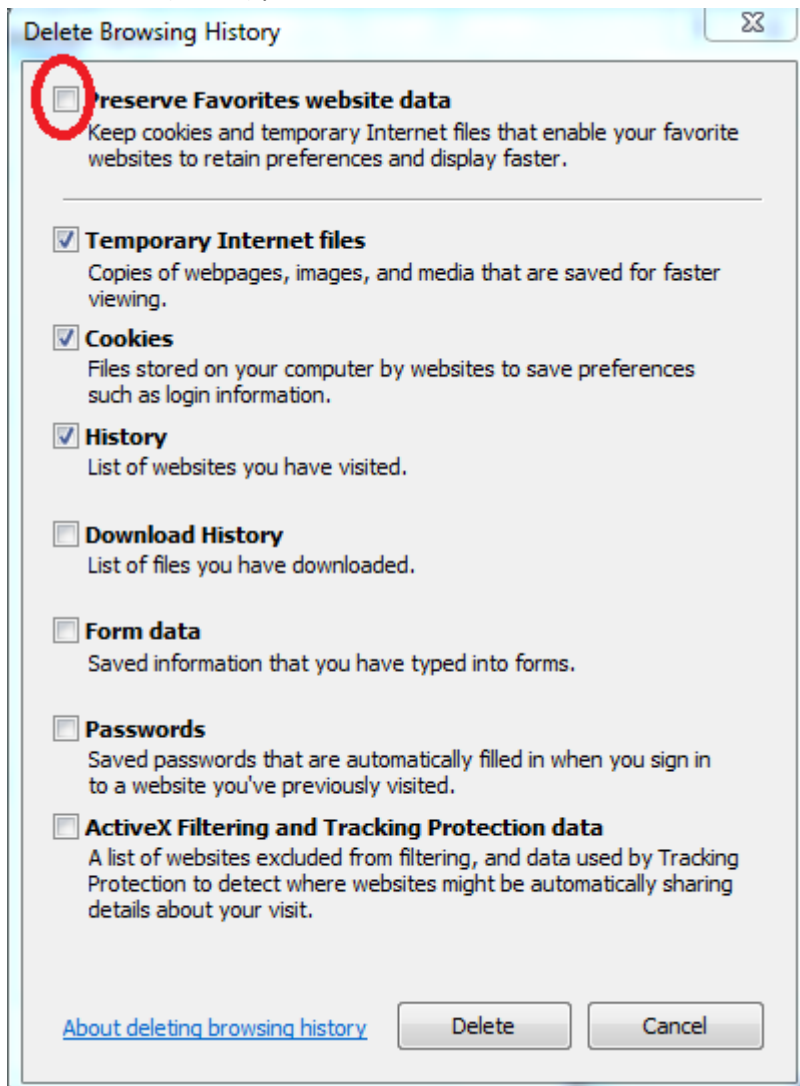 Delete Browsing History
Preserve Favorites website data
Keep cookies and temporary Internet files that enable your favorite
websites to retain preferences and display faster.
Temporary Internet files
Copies of webpages, images, and media that are saved for faster
viewing.
Cookies
Files stored on your computer by websites to save preferences
such as login information.
History
List of websites you have visited.
Download History
List of files you have downloaded.
Form data
Saved information that you have typed into forms.
Passwords
Saved passwords that are automatically filled in when you sign in
to a website you've previously visited.
ActiveX Filtering and Tracking Protection data
A list of websites excluded from filtering, and data used by Tracking
Protection to detect where websites might be automatically sharing
details about your visit.
About deleting browsing history Delete Cancel